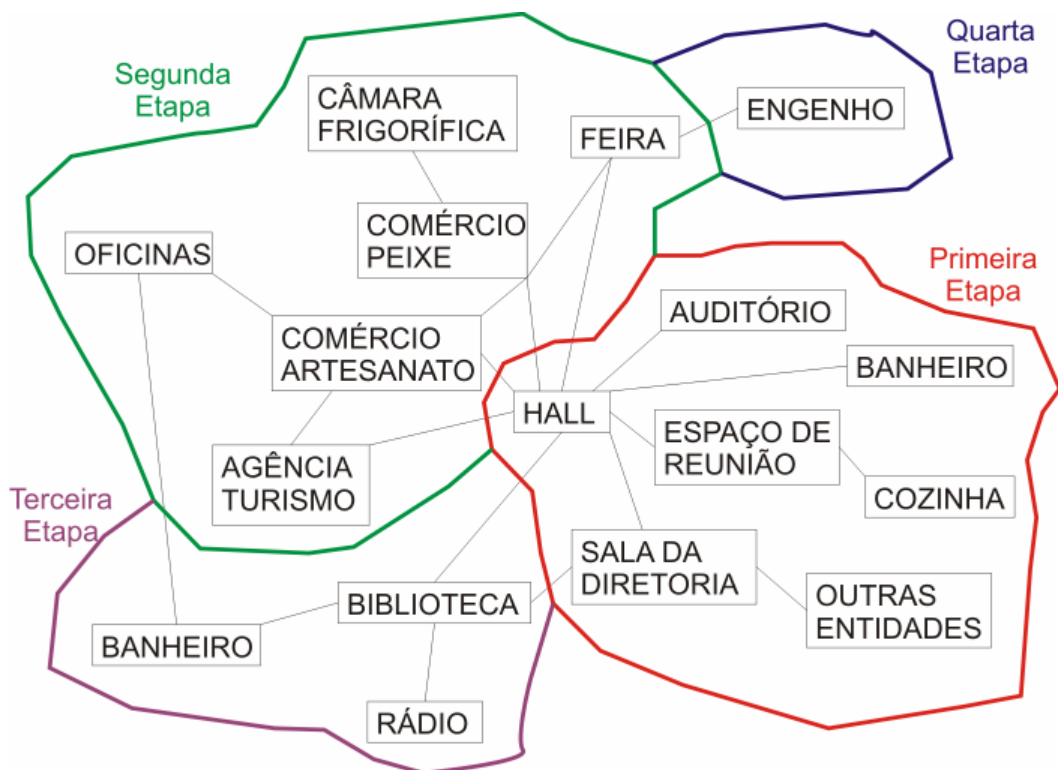 Quarta
Etapa
Segunda
Etapa
CÂMARA
FRIGORÍFICA
ENGENHO
FEIRA
COMÉRCIO
PEIXE
OFICINAS
Primeira
Etapa
AUDITÓRIO
COMÉRCIO
ARTESANATO
BANHEIRO
HALL
ESPAÇO DE
REUNIÃO
AGÊNCIA
TURISMO
COZINHA
Terceira
Etapa
SALA DA
DIRETORIA
BIBLIOTECA
OUTRAS
ENTIDADES
BANHEIRO
RÁDIO